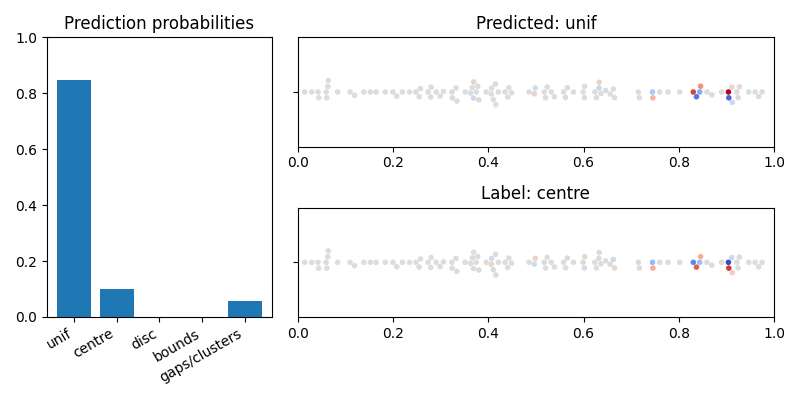 Prediction probabilities
1.0
0.8
0.6
0.4
0.2
0.0
unif
centre
disc
bounds
gaps/clusters
Predicted: unif
0.0 0.2 0.4 0.6 0.8 1.0
Label: centre
0.0 0.2 0.4 0.6 0.8 1.0